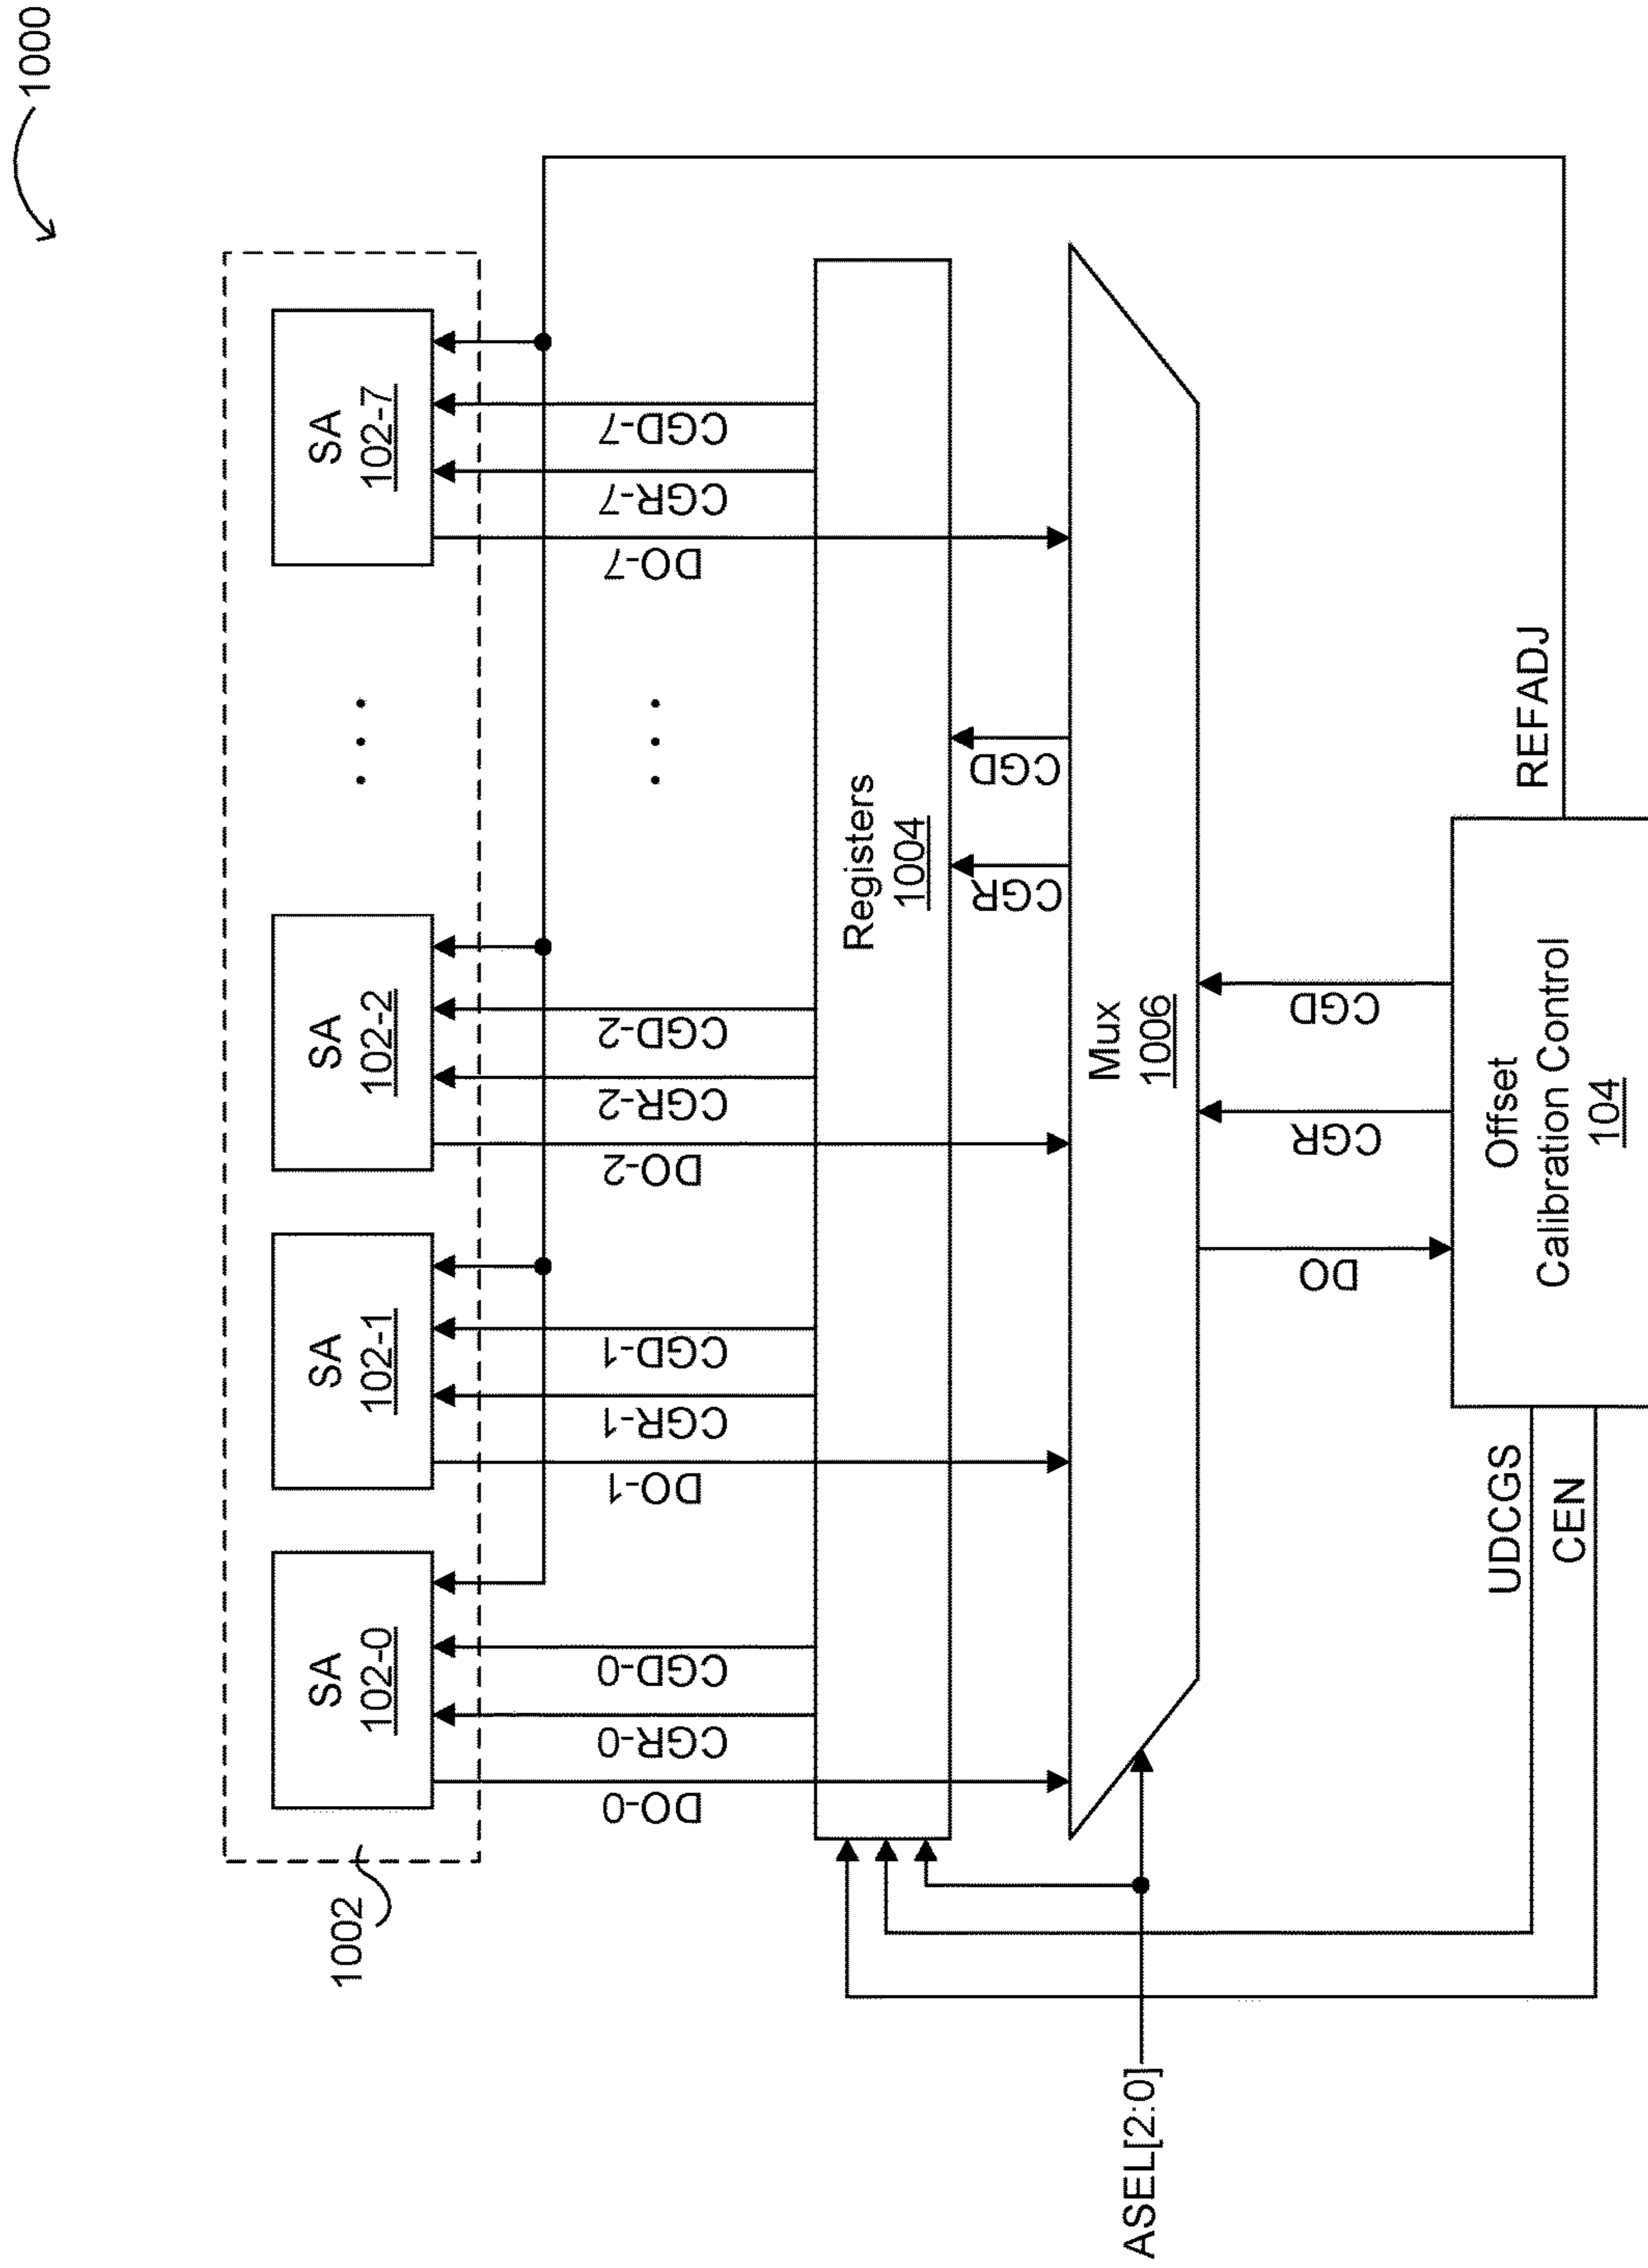 1000
1002
SA
102-0
SA
102-1
SA
102-2
SA
102-7
. . .
DO-0
CGR-0
CGD-0
DO-1
CGR-1
CGD-1
DO-2
CGR-2
CGD-2
. . .
DO-7
CGR-7
CGD-7
Registers
1004
CGR
CGD
ASEL[2:0]
Mux
1006
DO
CGR
CGD
UDCGS
CEN
Offset
Calibration Control
104
REFADJ